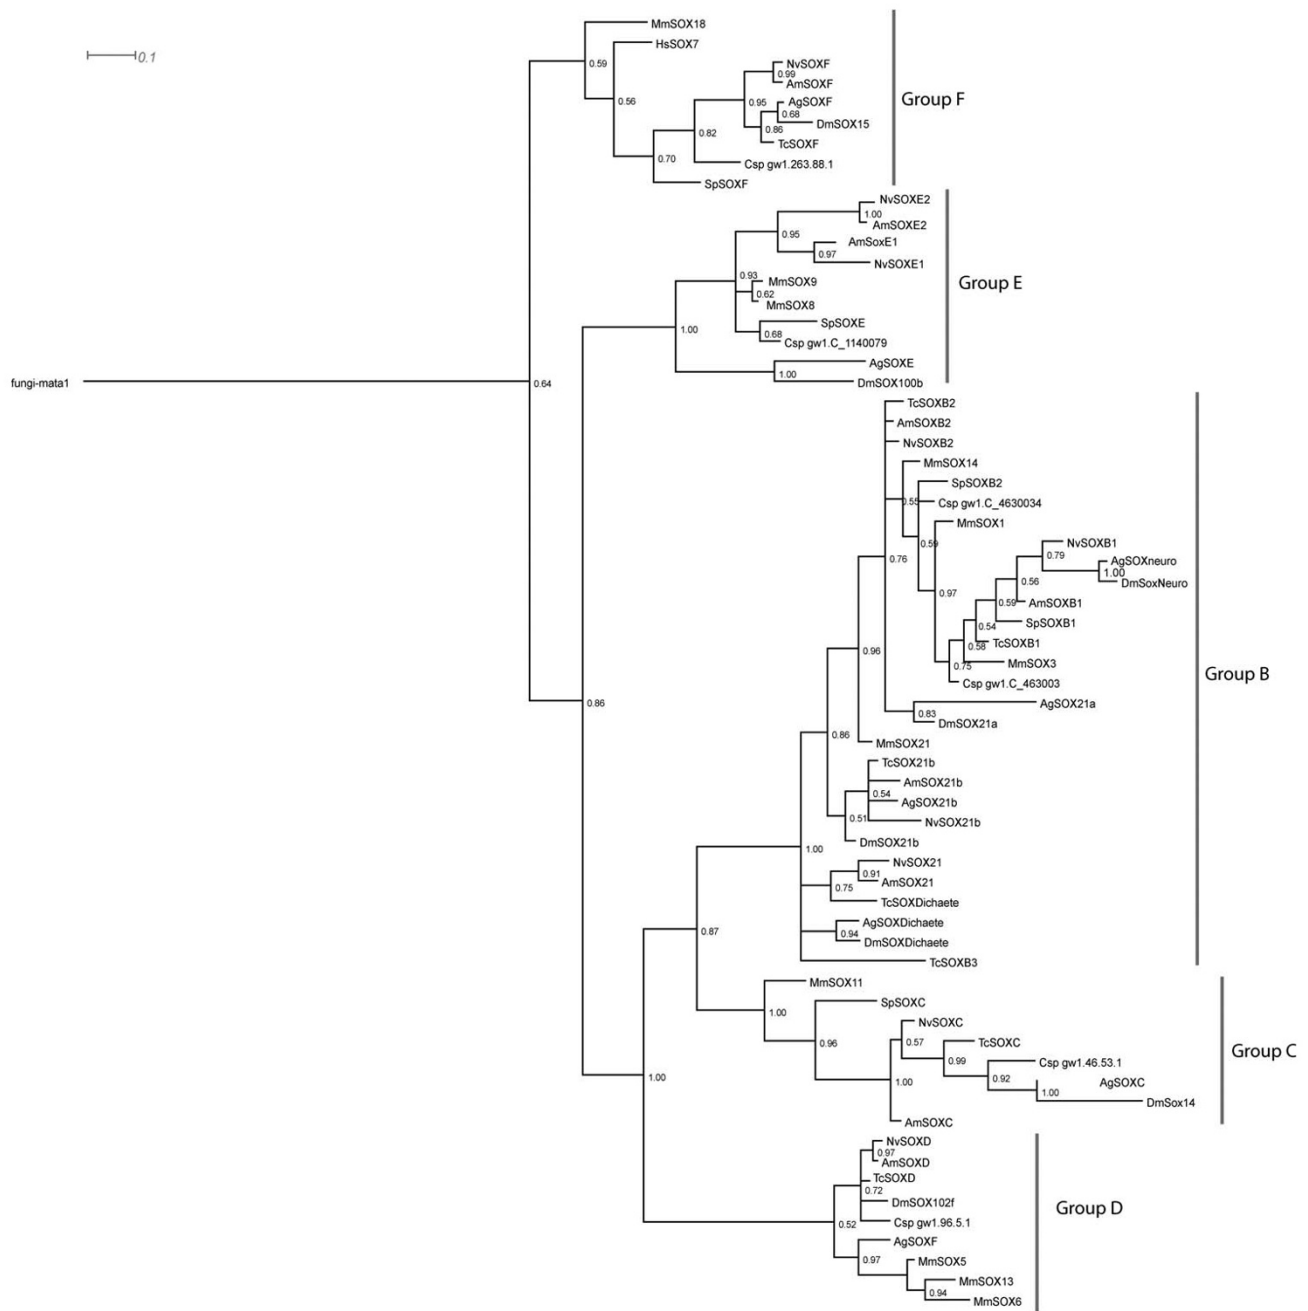 MmSOX18
0.1
HsSOX7
0.59
NvSOXF
0.99
AmSOXF
0.56
0.95
AgSOXF
0.68
Group F
DmSOX15
0.82
0.86
TcSOXF
0.70
Csp gw1.263.88.1
SpSOXF
NvSOXE2
1.00
AmSOXE2
0.95
AmSoxE1
0.97
NvSOXE1
0.93
MmSOX9
Group E
0.62
MmSOX8
1.00
SpSOXE
0.68
Csp gw1.C_1140079
AgSOXE
1.00
fungi-mata1
0.64
DmSOX100b
TcSOXB2
AmSOXB2
NvSOXB2
MmSOX14
SpSOXB2
0.55
Csp gw1.C_4630034
MmSOX1
0.59
NvSOXB1
0.76
0.79
AgSOXneuro
1.00
0.56
DmSoxNeuro
0.97
0.59
AmSOXB1
0.54
SpSOXB1
0.58
TcSOXB1
0.96
0.75
MmSOX3
Group B
Csp gw1.C_463003
0.86
AgSOX21a
0.83
DmSOX21a
0.86
MmSOX21
TcSOX21b
AmSOX21b
0.54
AgSOX21b
0.51
NvSOX21b
DmSOX21b
1.00
NvSOX21
0.91
AmSOX21
0.75
TcSOXDichaete
AgSOXDichaete
0.87
0.94
DmSOXDichaete
TcSOXB3
MmSOX11
SpSOXC
1.00
NvSOXC
0.57
TcSOXC
0.96
Group C
0.99
Csp gw1.46.53.1
1.00
1.00
0.92
AgSOXC
1.00
DmSox14
AmSOXC
NvSOXD
0.97
AmSOXD
TcSOXD
0.72
DmSOX102f
Group D
0.52
Csp gw1.96.5.1
AgSOXF
0.97
MmSOX5
MmSOX13
0.94
MmSOX6